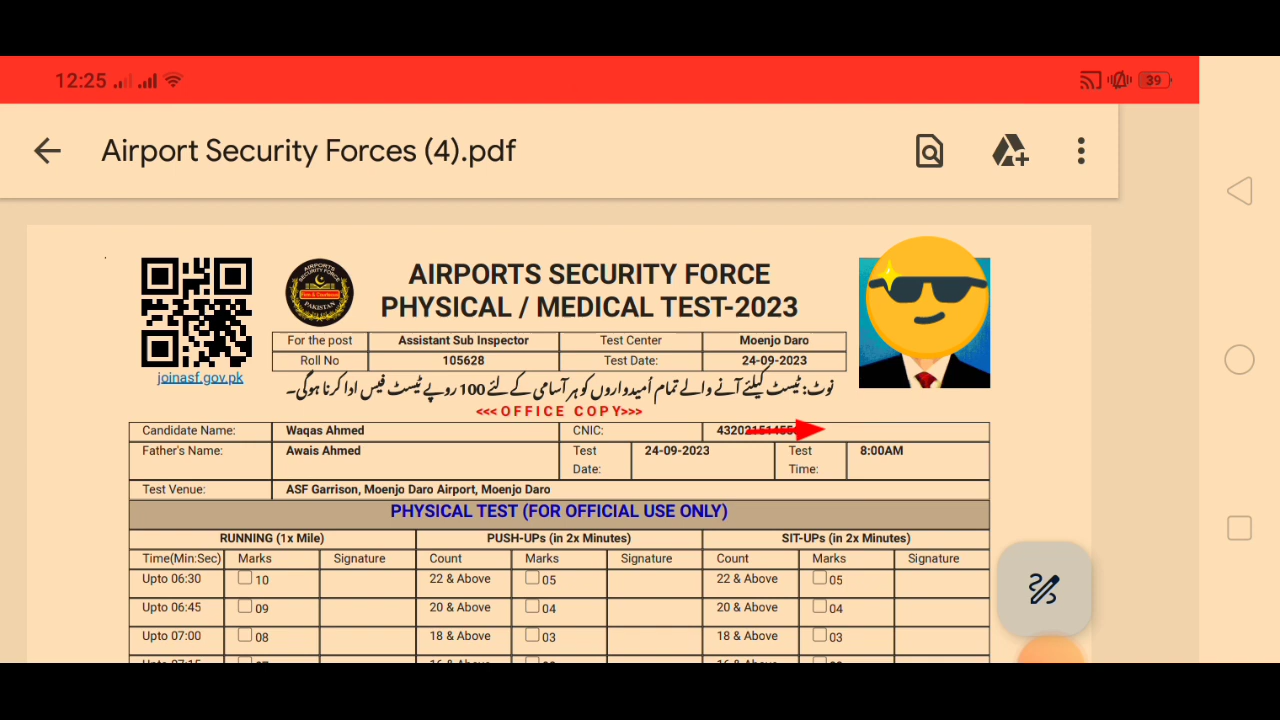 12:25
39
Airport Security Forces (4).pdf
AIRPORTS SECURITY FORCE
PHYSICAL / MEDICAL TEST-2023
AIRPORTS SECURITY FORCE
PAKISTAN
For the post Assistant Sub Inspector Test Center Moenjo Daro
Roll No 105628 Test Date: 24-09-2023
joinasf.gov.pk
نوٹ: ٹیسٹ کیلئے آنے والے تمام اُمیدواروں کو ہر آسامی کے لئے 100 روپے ٹیسٹ فیس ادا کرنا ہوگی۔
<<<OFFICE COPY>>>
Candidate Name: Waqas Ahmed CNIC:
Father's Name: Awais Ahmed Test Date: 24-09-2023 Test Time: 8:00AM
Test Venue: ASF Garrison, Moenjo Daro Airport, Moenjo Daro
PHYSICAL TEST (FOR OFFICIAL USE ONLY)
RUNNING (1x Mile) PUSH-UPs (in 2x Minutes) SIT-UPs (in 2x Minutes)
Time(Min:Sec) Marks Signature Count Marks Signature Count Marks Signature
Upto 06:30 10 22 & Above 05 22 & Above 05
Upto 06:45 09 20 & Above 04 20 & Above 04
Upto 07:00 08 18 & Above 03 18 & Above 03